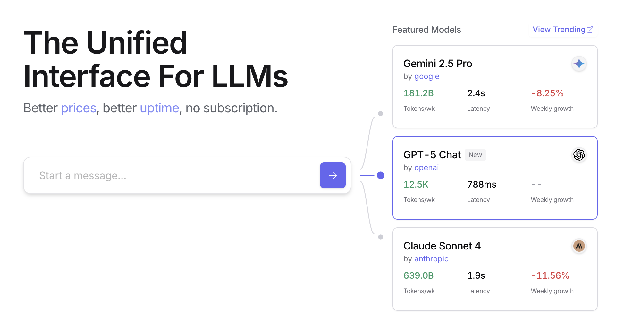 The Unified
Interface For LLMs
Better prices, better uptime, no subscription.
Start a message...
Featured Models
View Trending
Gemini 2.5 Pro
by google
181.2B
2.4s
-8.25%
Tokens/wk
Latency
Weekly growth
GPT-5 Chat New
by openai
12.5K
788ms
--
Tokens/wk
Latency
Weekly growth
Claude Sonnet 4
by anthropic
639.0B
1.9s
-11.56%
Tokens/wk
Latency
Weekly growth